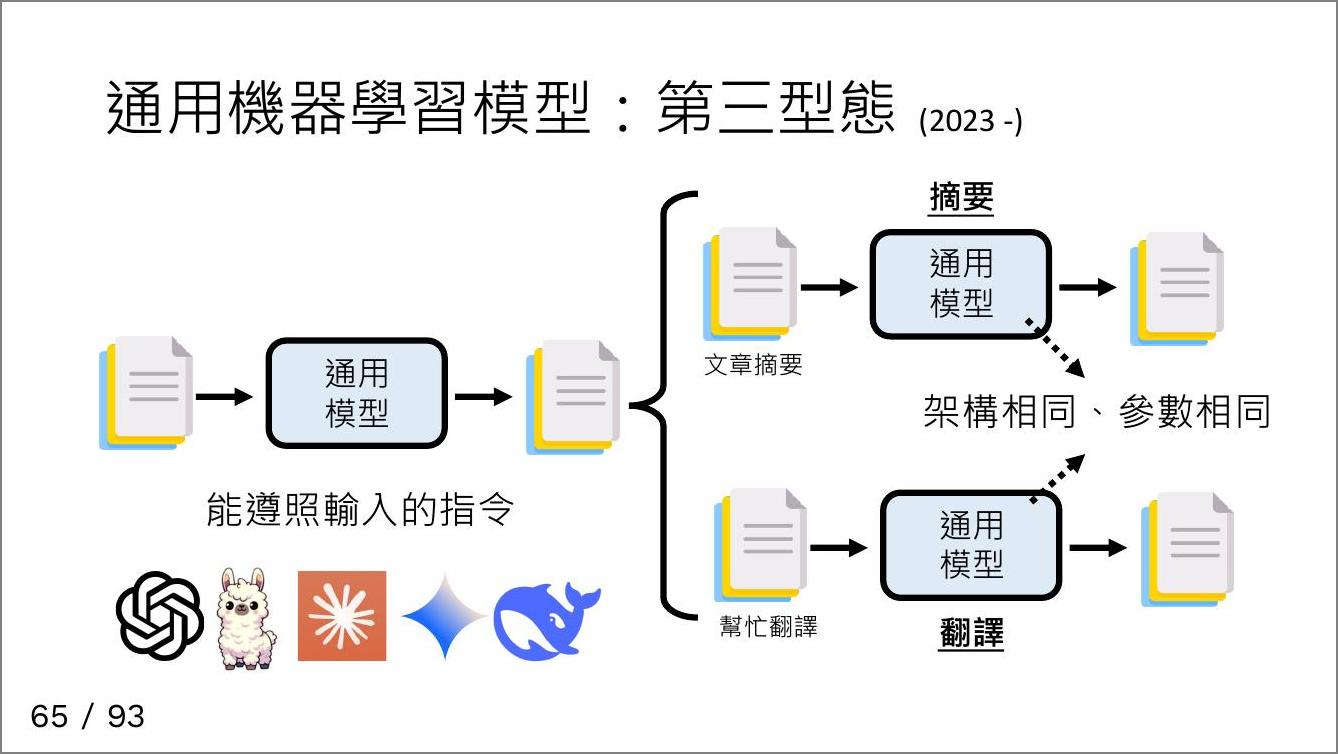 通用機器學習模型：第三型態 (2023 -)
通用
模型
能遵照輸入的指令
摘要
通用
模型
文章摘要
架構相同、參數相同
通用
模型
幫忙翻譯
翻譯
65 / 93